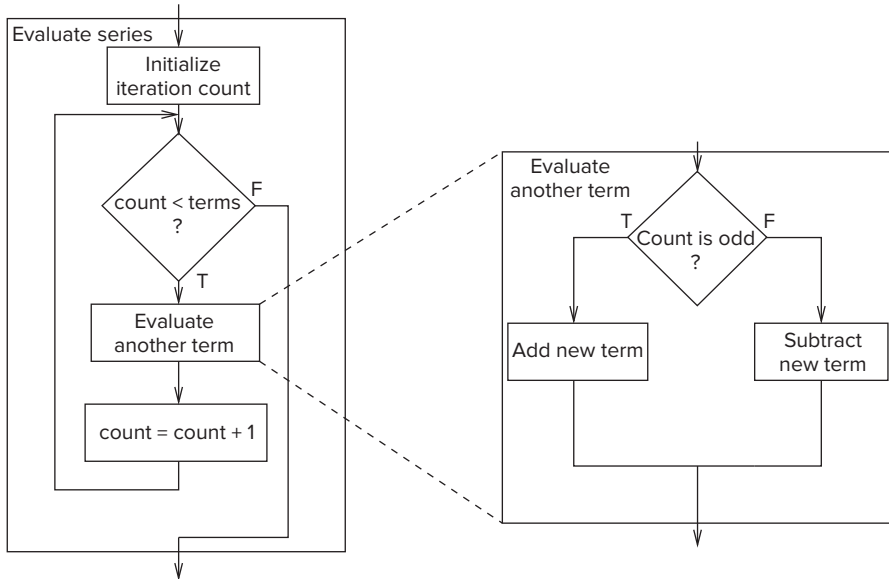 Evaluate series
Initialize
iteration count
count < terms
?
F
T
Evaluate
another term
count = count + 1
Evaluate
another term
T
F
Count is odd
?
Add new term
Subtract
new term